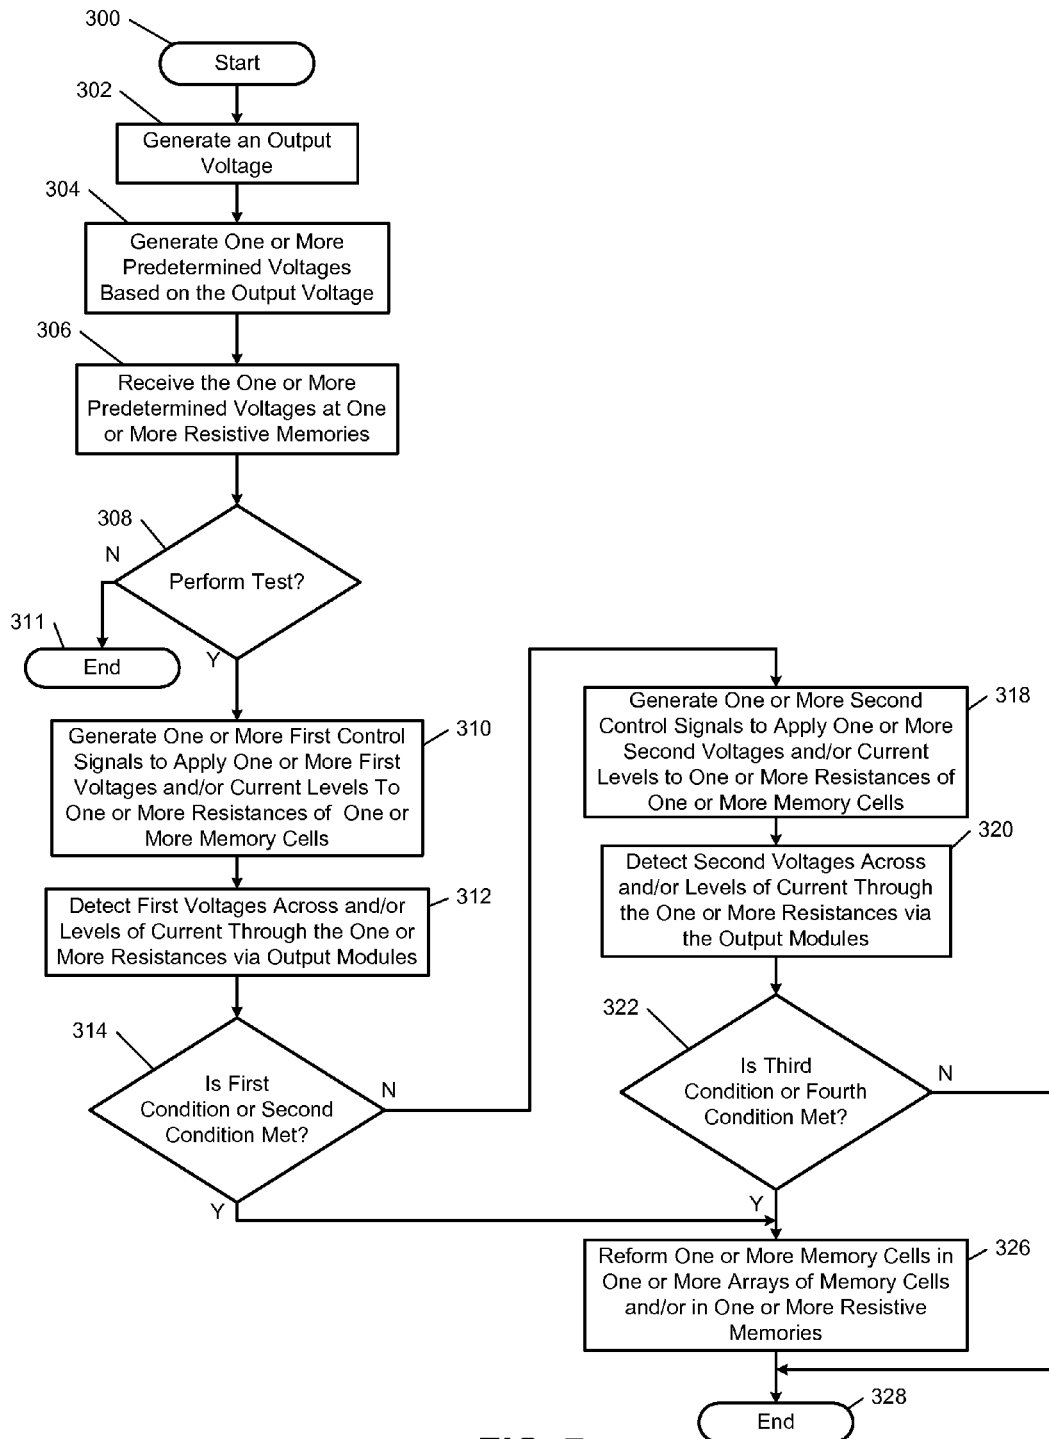 300
Start
302
Generate an Output
Voltage
304
Generate One or More
Predetermined Voltages
Based on the Output Voltage
306
Receive the One or More
Predetermined Voltages at One
or More Resistive Memories
308
N
Perform Test?
311
End
Y
310
Generate One or More First Control
Signals to Apply One or More First
Voltages and/or Current Levels To
One or More Resistances of One or
More Memory Cells
312
Detect First Voltages Across and/or
Levels of Current Through the One or
More Resistances via Output Modules
314
Is First
Condition or Second
Condition Met?
N
Y
318
Generate One or More Second
Control Signals to Apply One or More
Second Voltages and/or Current
Levels to One or More Resistances of
One or More Memory Cells
320
Detect Second Voltages Across
and/or Levels of Current Through
the One or More Resistances via
the Output Modules
322
Is Third
Condition or Fourth
Condition Met?
N
Y
326
Reform One or More Memory Cells in
One or More Arrays of Memory Cells
and/or in One or More Resistive
Memories
328
End